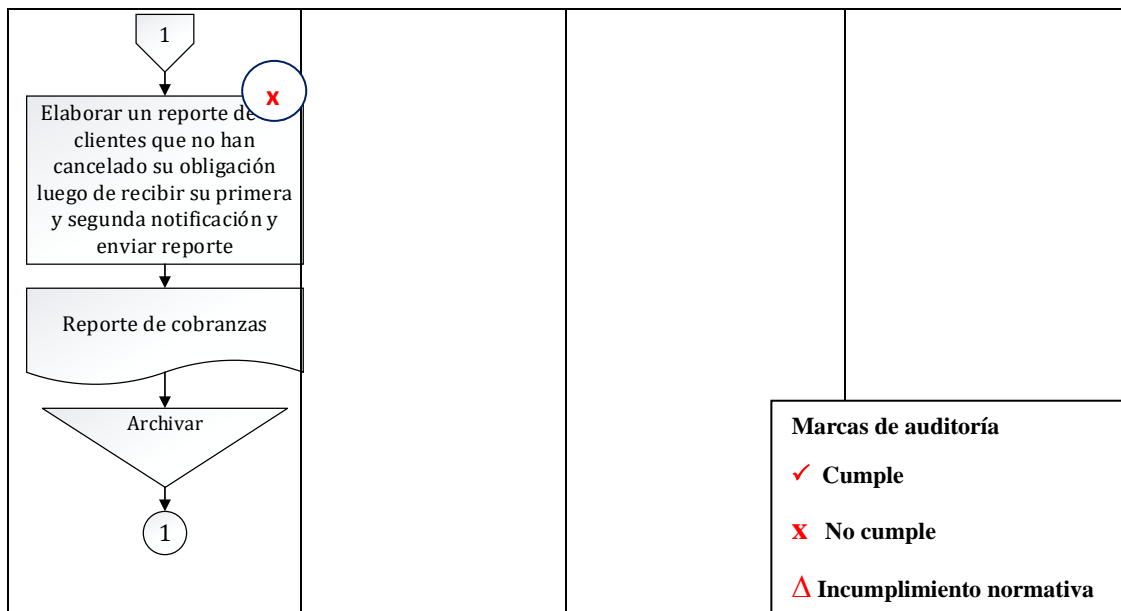 1
x
Elaborar un reporte de
clientes que no han
cancelado su obligación
luego de recibir su primera
y segunda notificación y
enviar reporte
Reporte de cobranzas
Archivar
1
Marcas de auditoría
✓ Cumple
x No cumple
Δ Incumplimiento normativa